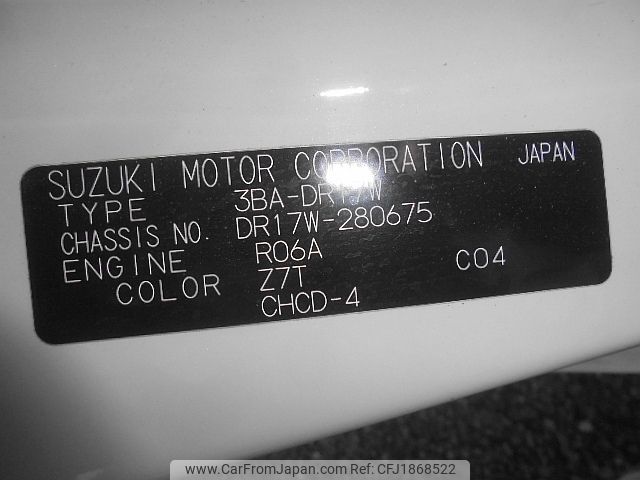 SUZUKI MOTOR CORPORATION JAPAN
TYPE 3BA-DR17W
CHASSIS NO. DR17W-280675
ENGINE R06A
COLOR Z7T C04
CHCD-4
www.CarFromJapan.com Ref: CFJ1868522